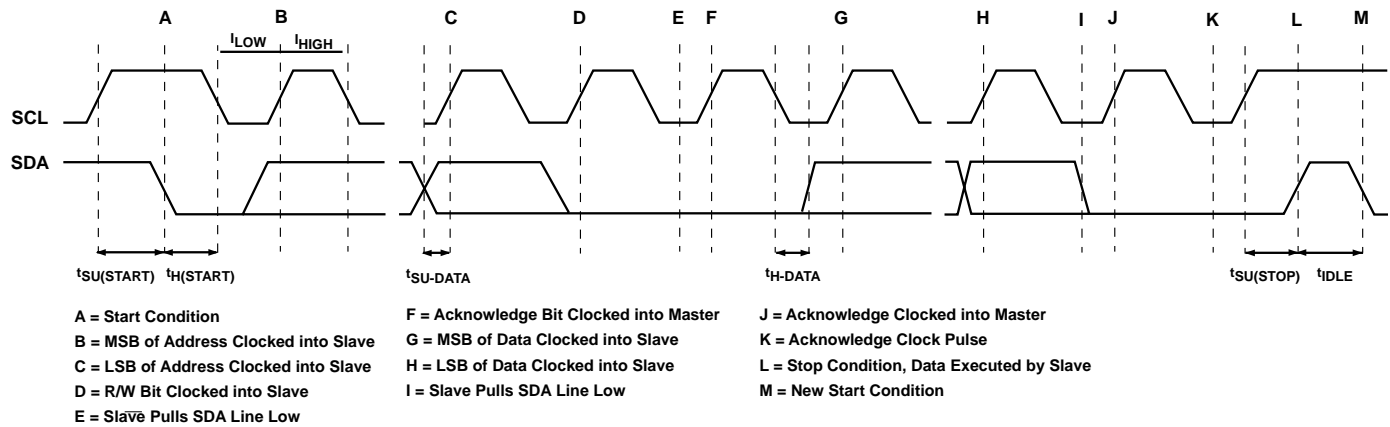 A B C D E F G H I J K L M
ILOW IHIGH
SCL
SDA
tSU(START) tH(START) tSU-DATA tH-DATA tSU(STOP) tIDLE
A = Start Condition
B = MSB of Address Clocked into Slave
C = LSB of Address Clocked into Slave
D = R/W Bit Clocked into Slave
E = Slave Pulls SDA Line Low
F = Acknowledge Bit Clocked into Master
G = MSB of Data Clocked into Slave
H = LSB of Data Clocked into Slave
I = Slave Pulls SDA Line Low
J = Acknowledge Clocked into Master
K = Acknowledge Clock Pulse
L = Stop Condition, Data Executed by Slave
M = New Start Condition